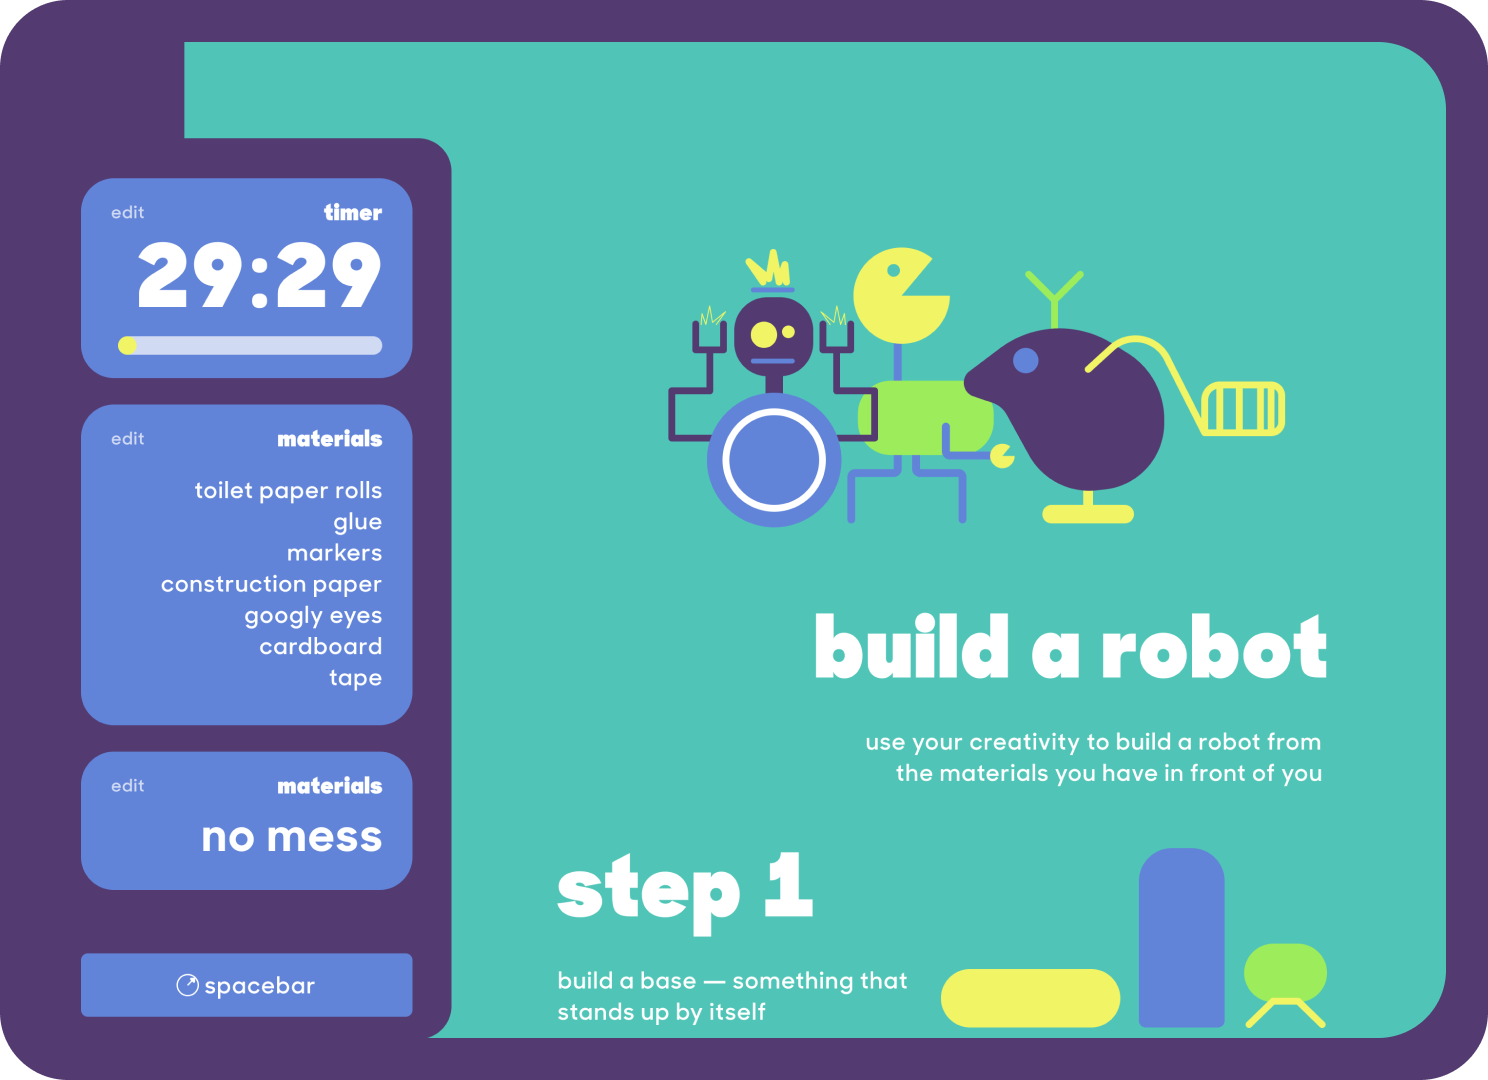 edit
timer
29:29
edit
materials
toilet paper rolls
glue
markers
construction paper
googly eyes
cardboard
tape
edit
materials
no mess
spacebar
build a robot
use your creativity to build a robot from
the materials you have in front of you
step 1
build a base — something that
stands up by itself